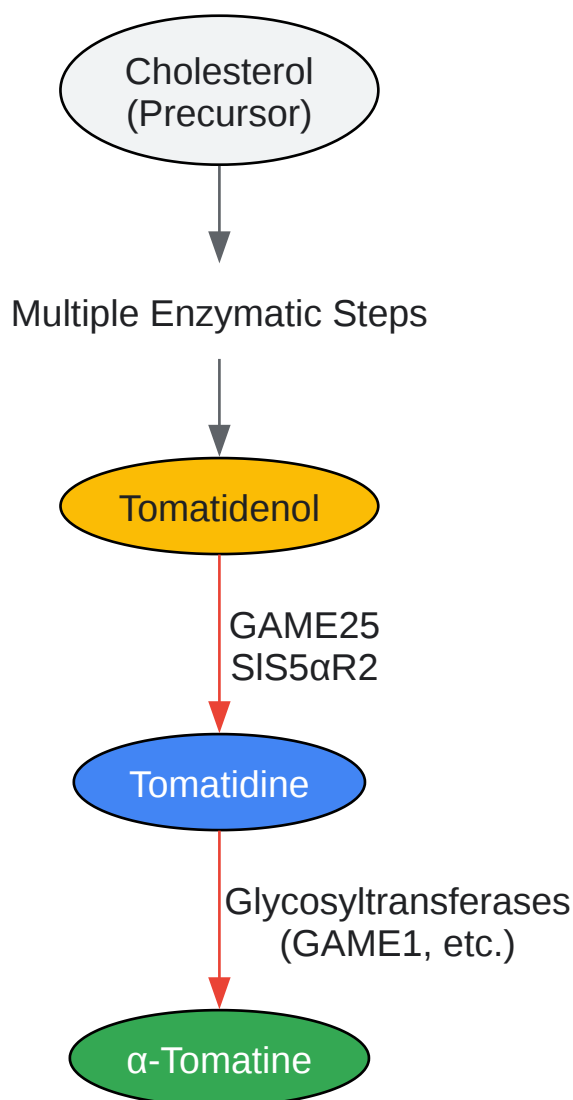 Cholesterol
(Precursor)
Multiple Enzymatic Steps
Tomatidenol
GAME25
SlS5αR2
Tomatidine
Glycosyltransferases
(GAME1, etc.)
α-Tomatine